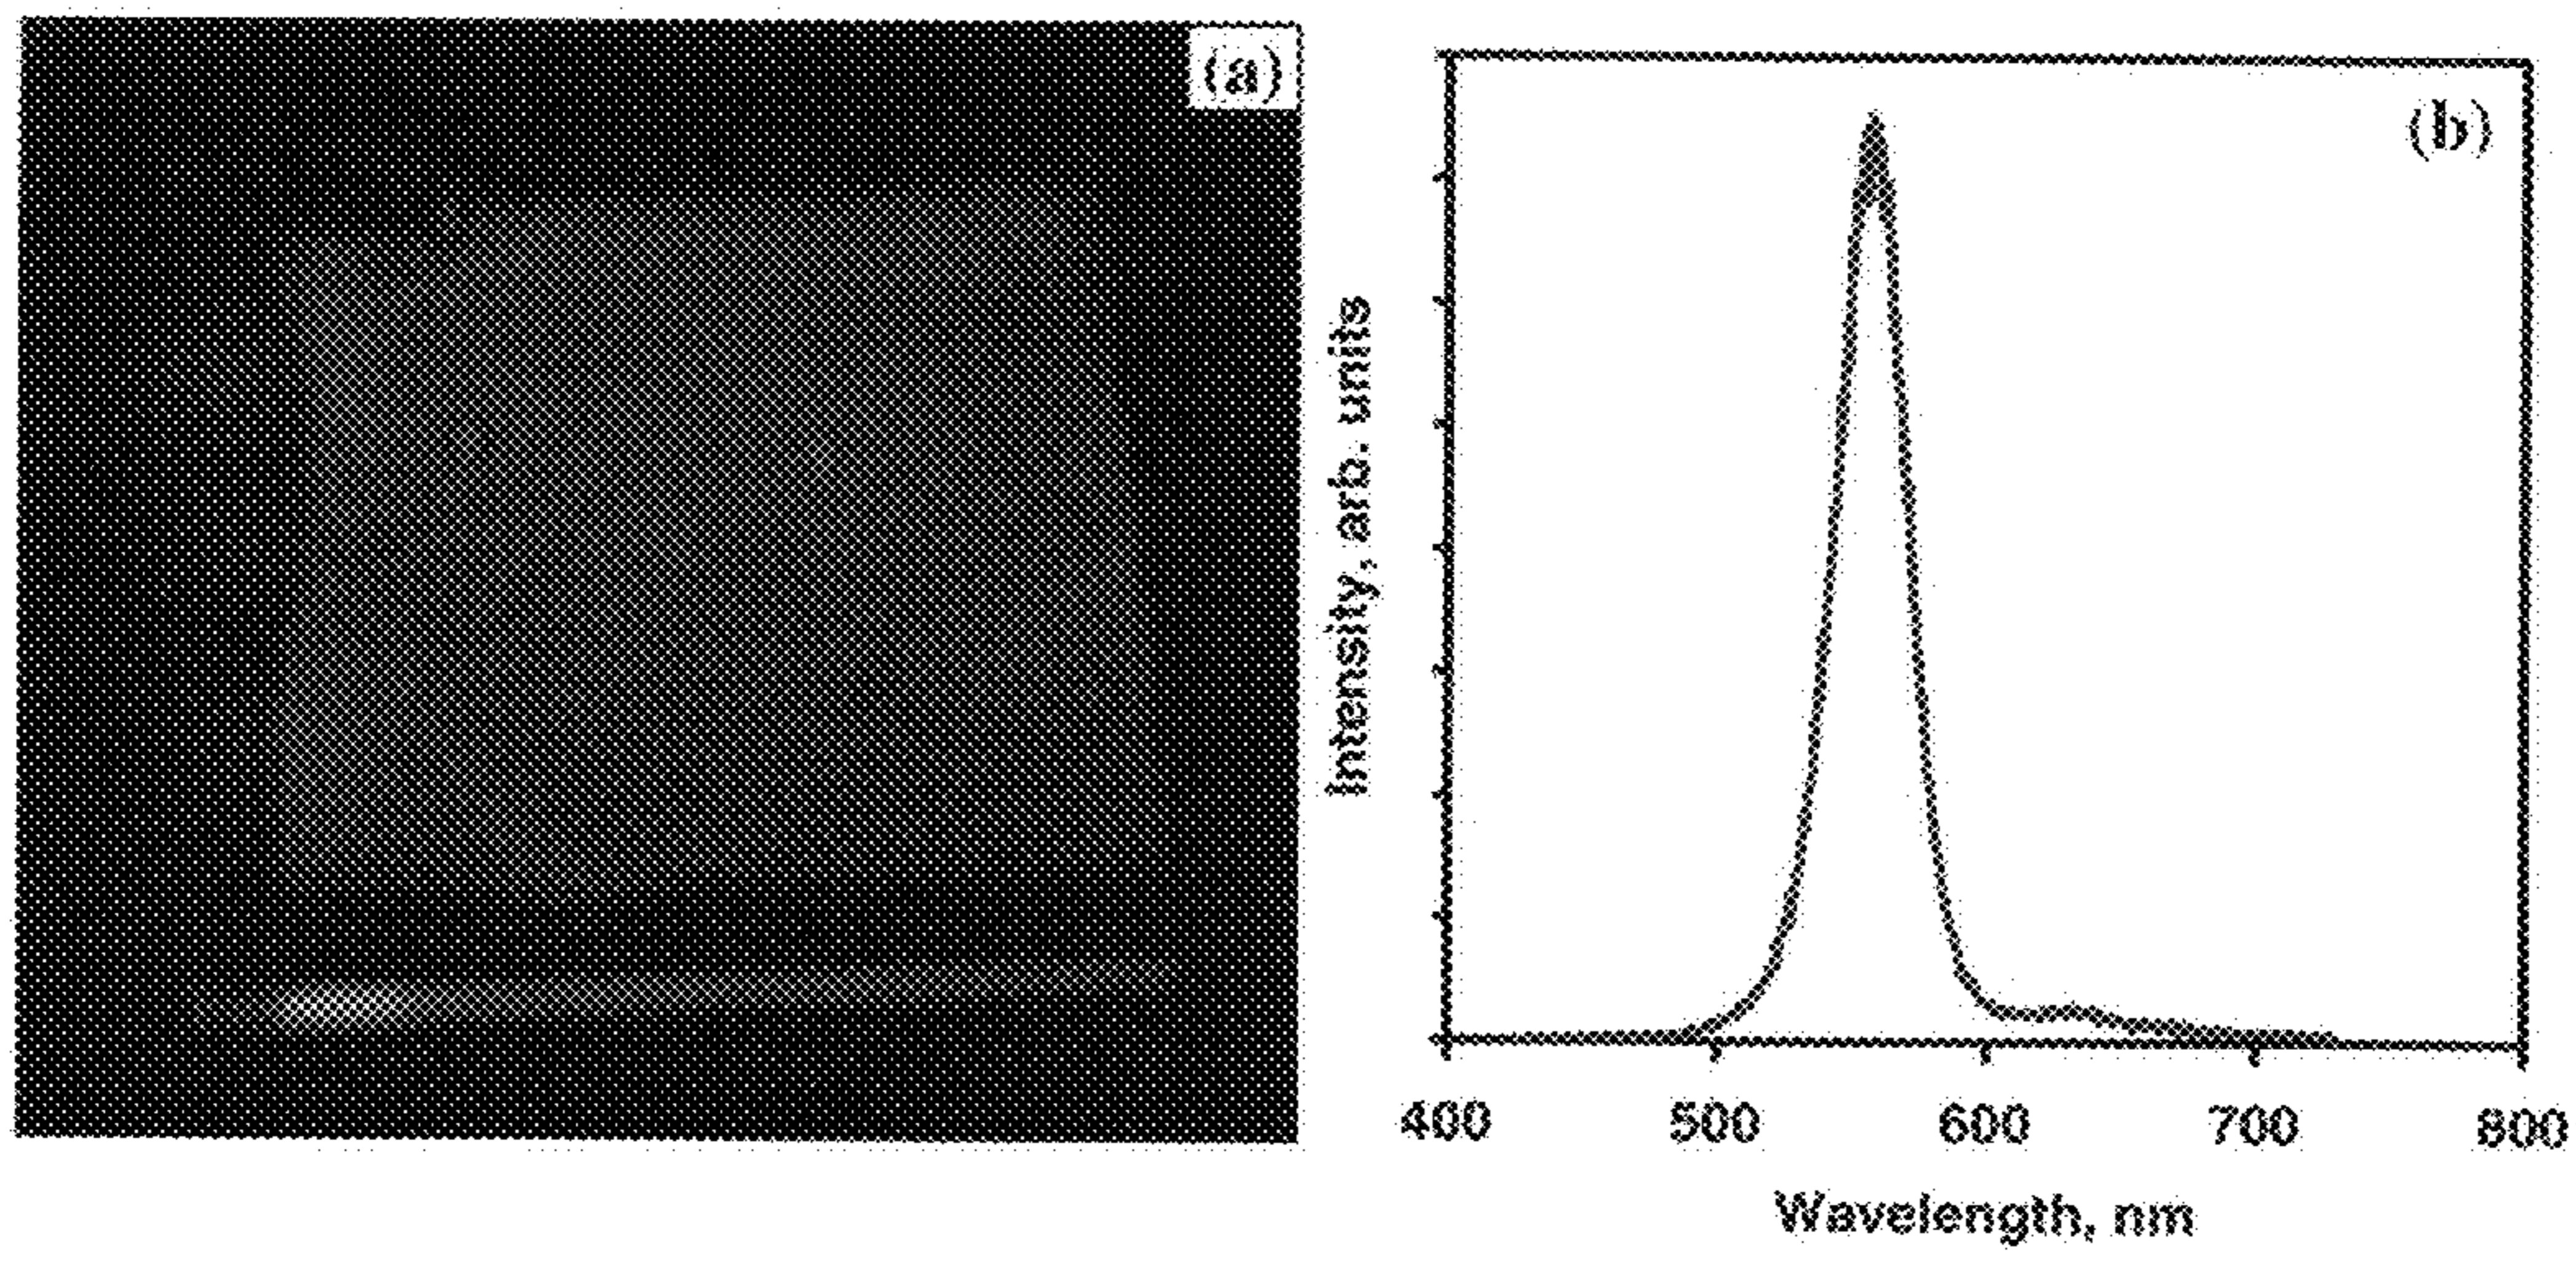 (a)
(b)
Intensity, arb. units
400 500 600 700 800
Wavelength, nm